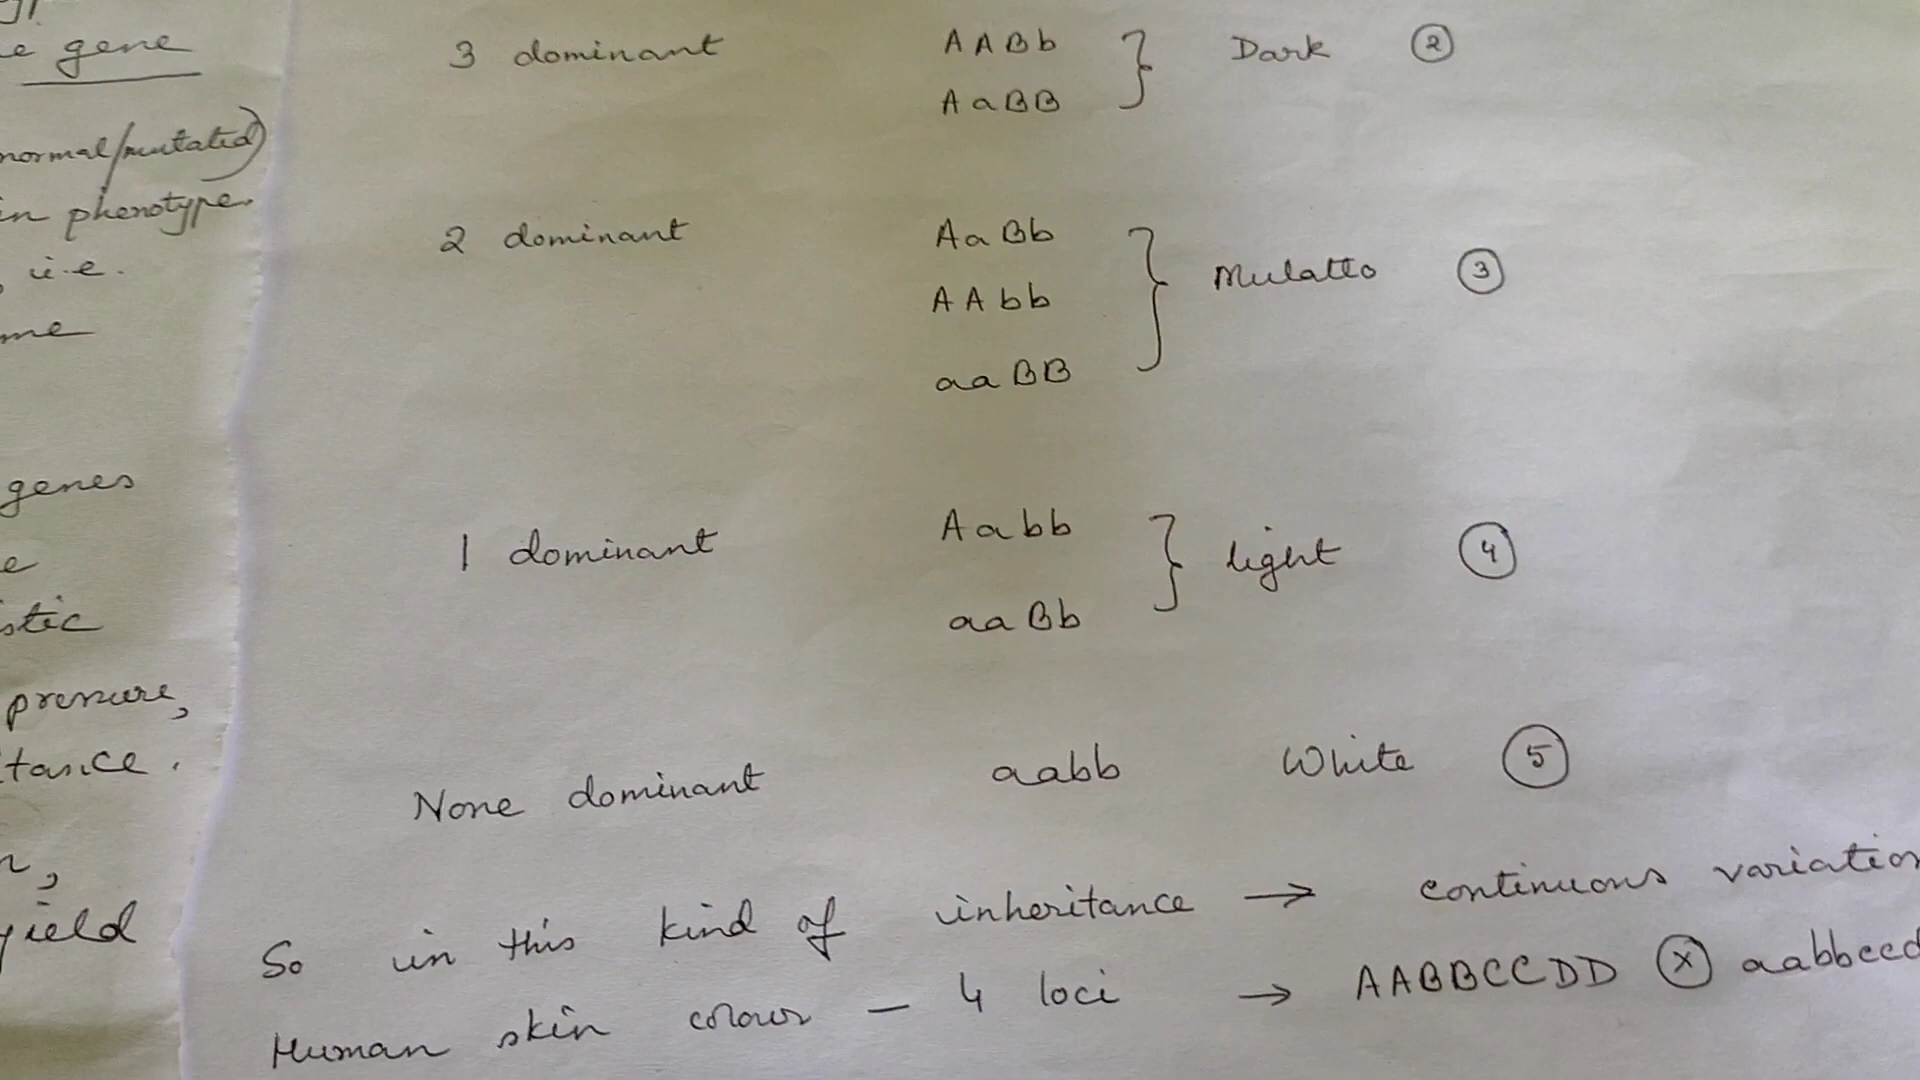 e gene
normal/mutated)
in phenotype.
, i.e.
me
genes
e
stic
pressure,
tance.
n,
yield
3 dominant AABb } Dark ②
AaBB
2 dominant AaBb
AAbb } Mulatto ③
aaBB
1 dominant Aabb } light ④
aaBb
None dominant aabb White ⑤
So in this kind of inheritance → continuous variation
Human skin colour – 4 loci → AABBCCDD ⓧ aabbccd